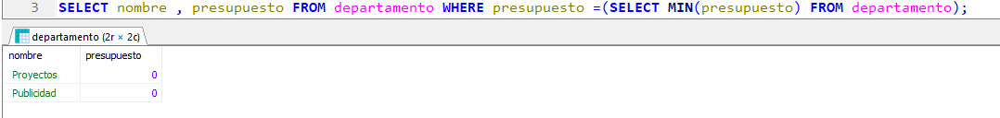 3 SELECT nombre , presupuesto FROM departamento WHERE presupuesto =(SELECT MIN(presupuesto) FROM departamento);
departamento (2r × 2c)
nombre presupuesto
Proyectos 0
Publicidad 0